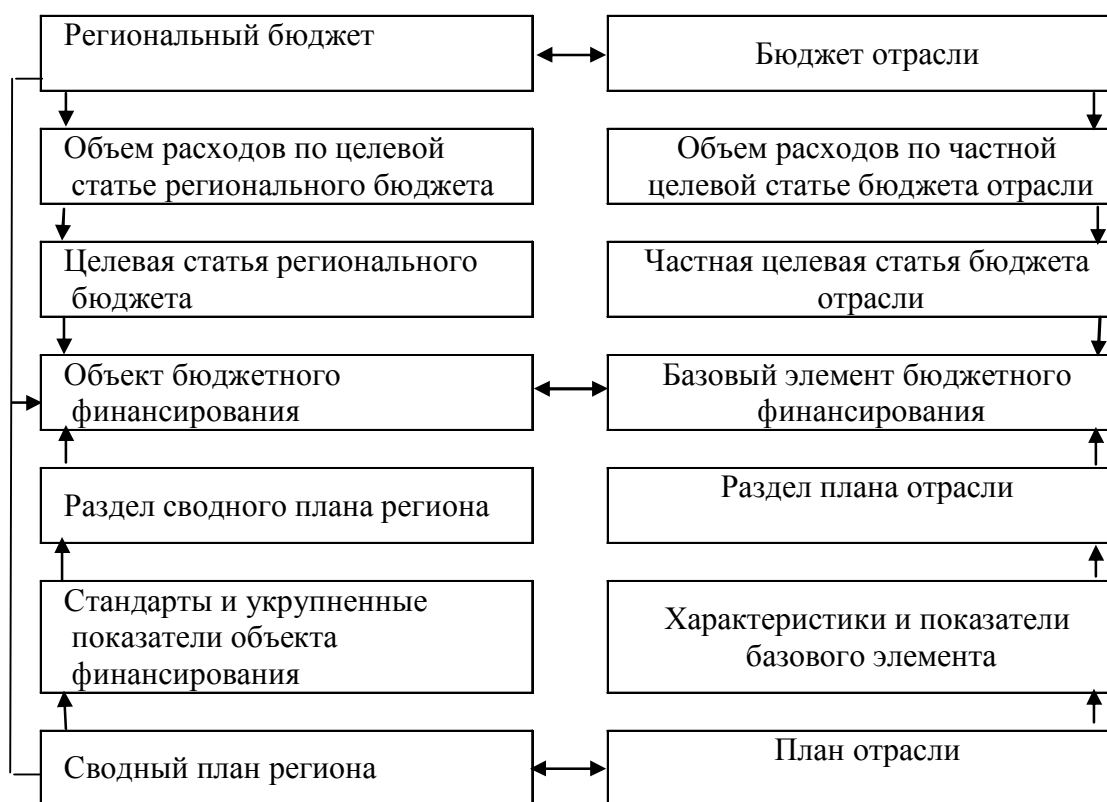 Региональный бюджет
Бюджет отрасли
Объем расходов по целевой
статье регионального бюджета
Объем расходов по частной
целевой статье бюджета отрасли
Целевая статья регионального
бюджета
Частная целевая статья бюджета
отрасли
Объект бюджетного
финансирования
Базовый элемент бюджетного
финансирования
Раздел сводного плана региона
Раздел плана отрасли
Стандарты и укрупненные
показатели объекта
финансирования
Характеристики и показатели
базового элемента
Сводный план региона
План отрасли